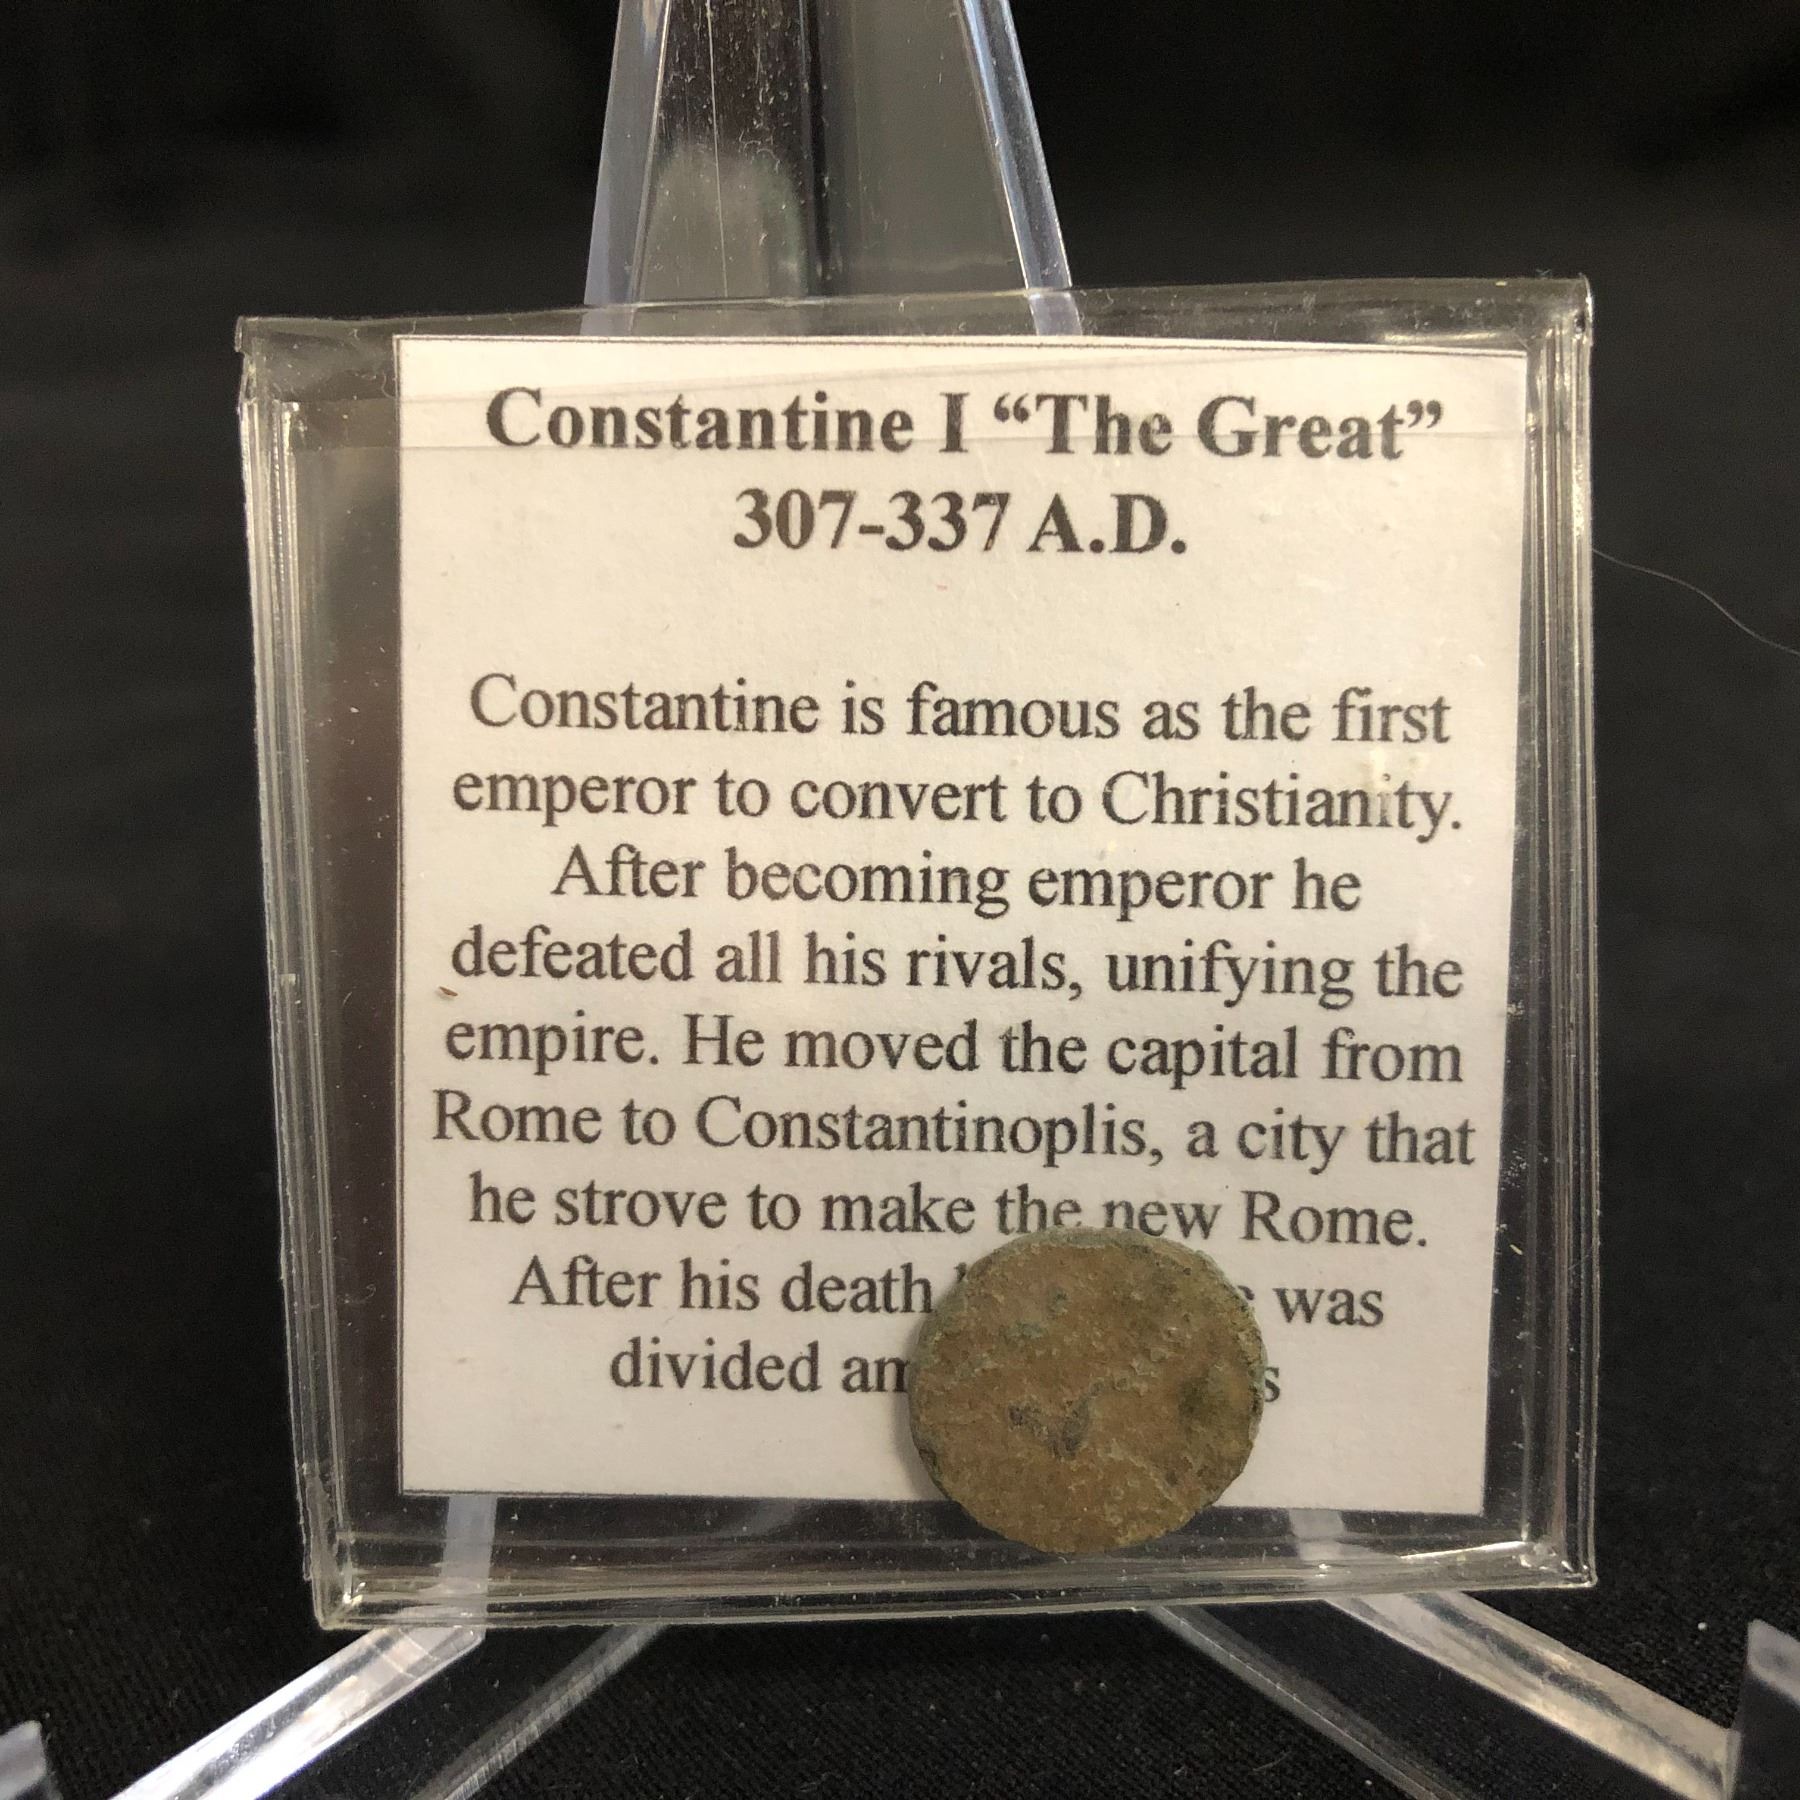 Constantine I “The Great”
307-337 A.D.
Constantine is famous as the first
emperor to convert to Christianity.
After becoming emperor he
defeated all his rivals, unifying the
empire. He moved the capital from
Rome to Constantinoplis, a city that
he strove to make the new Rome.
After his death was
divided